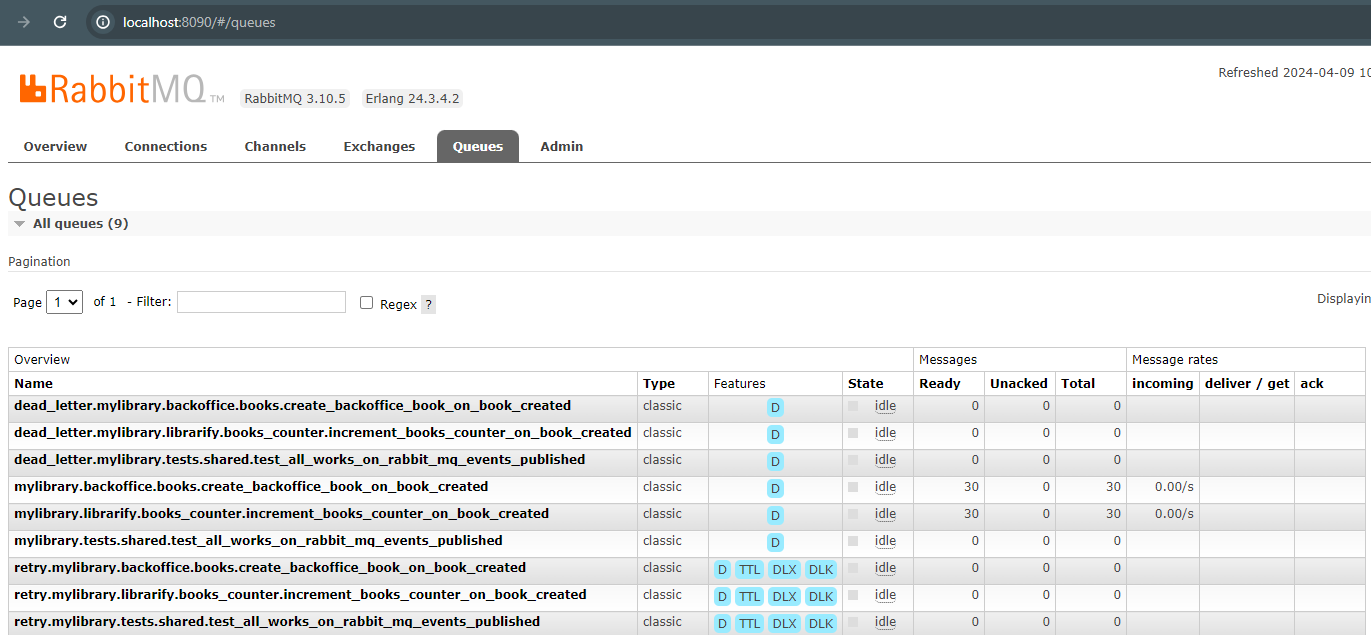 localhost:8090/#/queues
Refreshed 2024-04-09 10
RabbitMQ TM RabbitMQ 3.10.5 Erlang 24.3.4.2
Overview Connections Channels Exchanges Queues Admin
Queues
All queues (9)
Pagination
Page 1 of 1 - Filter: Regex ?
Displayin
Overview Messages Message rates
Name Type Features State Ready Unacked Total incoming deliver / get ack
dead_letter.mylibrary.backoffice.books.create_backoffice_book_on_book_created classic D idle 0 0 0
dead_letter.mylibrary.librarify.books_counter.increment_books_counter_on_book_created classic D idle 0 0 0
dead_letter.mylibrary.tests.shared.test_all_works_on_rabbit_mq_events_published classic D idle 0 0 0
mylibrary.backoffice.books.create_backoffice_book_on_book_created classic D idle 30 0 30 0.00/s
mylibrary.librarify.books_counter.increment_books_counter_on_book_created classic D idle 30 0 30 0.00/s
mylibrary.tests.shared.test_all_works_on_rabbit_mq_events_published classic D idle 0 0 0
retry.mylibrary.backoffice.books.create_backoffice_book_on_book_created classic D TTL DLX DLK idle 0 0 0
retry.mylibrary.librarify.books_counter.increment_books_counter_on_book_created classic D TTL DLX DLK idle 0 0 0
retry.mylibrary.tests.shared.test_all_works_on_rabbit_mq_events_published classic D TTL DLX DLK idle 0 0 0